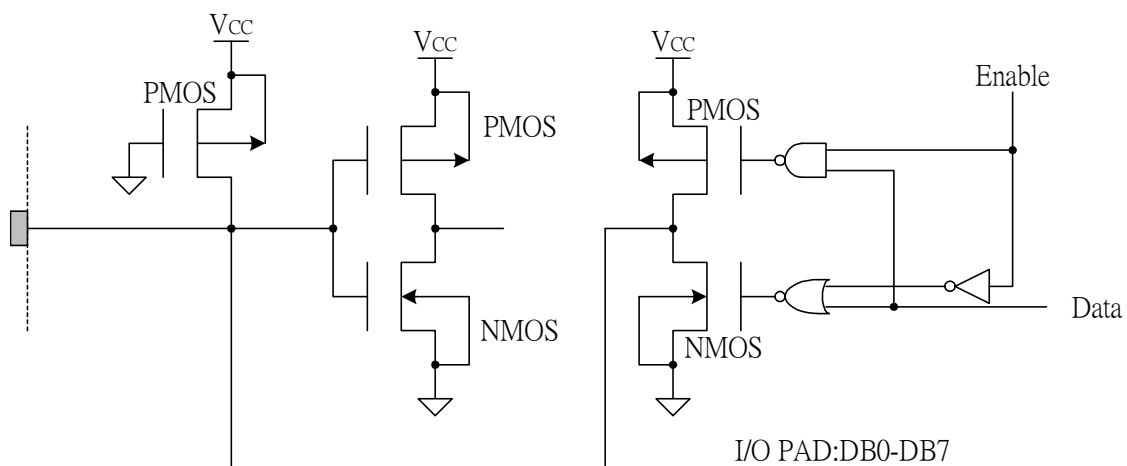 VCC
VCC
VCC
Enable
PMOS
PMOS
PMOS
Data
NMOS
NMOS
I/O PAD:DB0-DB7